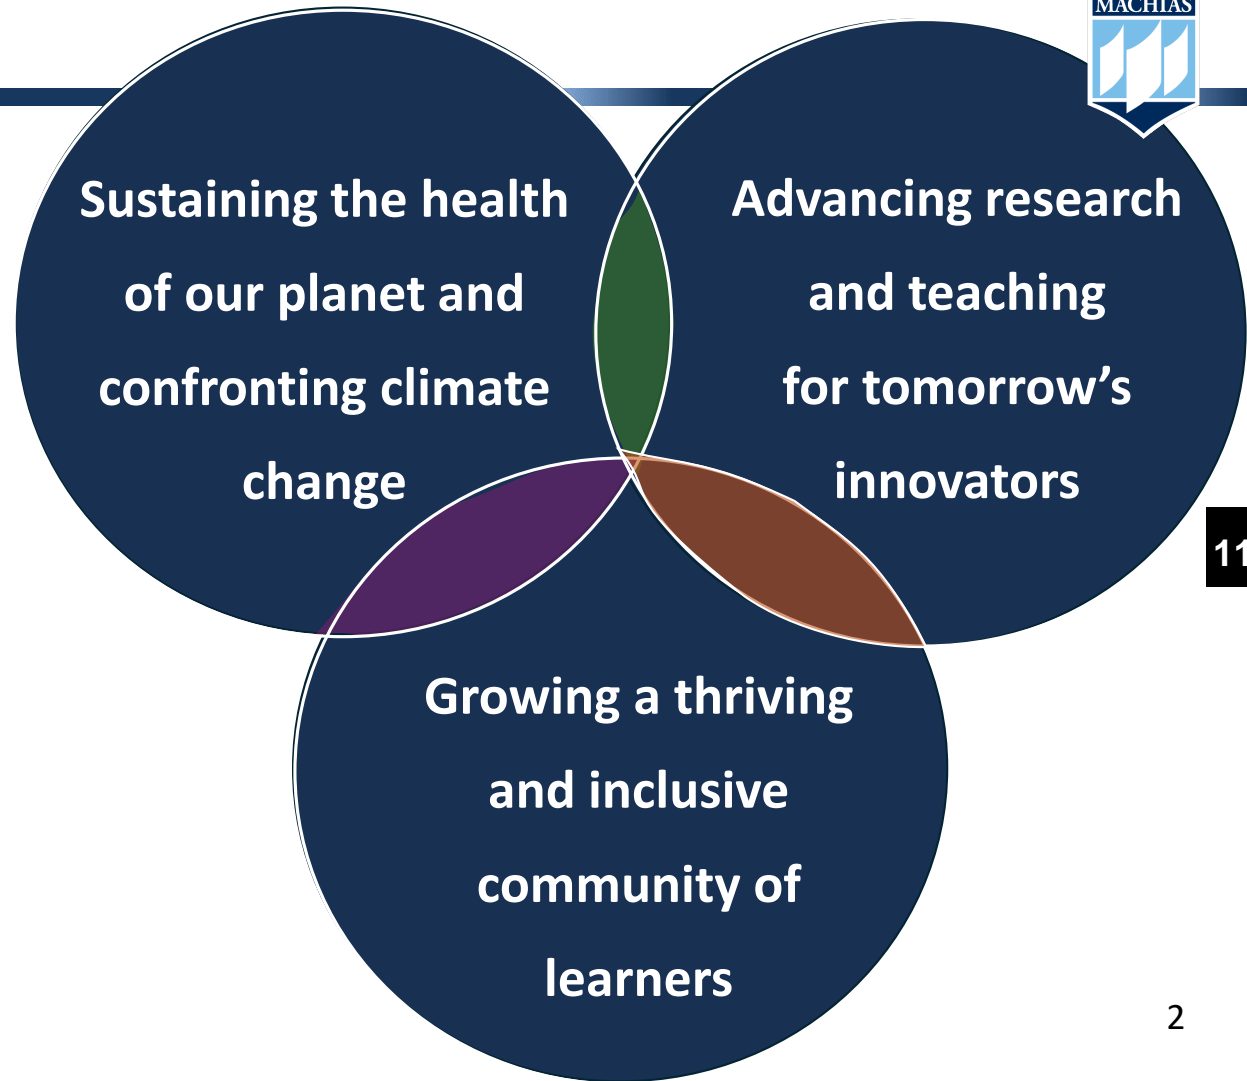 MACHIAS
Sustaining the health
of our planet and
confronting climate
change
Advancing research
and teaching
for tomorrow’s
innovators
11
Growing a thriving
and inclusive
community of
learners
2